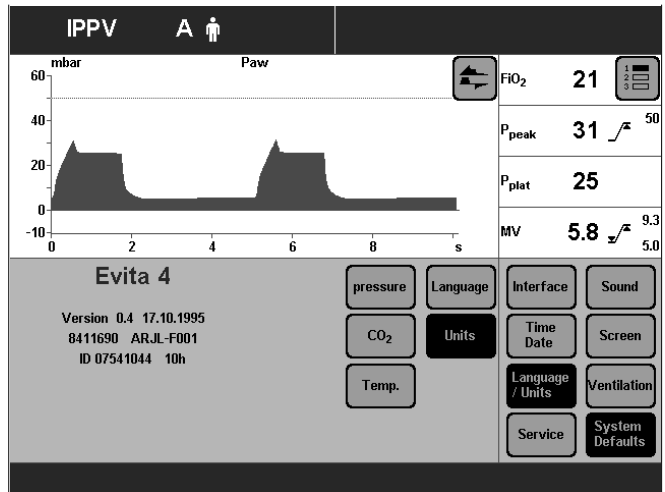 IPPV A
mbar Paw
60
40
20
0
-10
0 2 4 6 8 s
FiO2 21
1
2
3
Ppeak 31 50
Pplat 25
MV 5.8 9.3
5.0
Evita 4
Version 0.4 17.10.1995
8411690 ARJL-F001
ID 07541044 10h
pressure
Language
Interface
Sound
CO2
Units
Time
Date
Screen
Temp.
Language
/ Units
Ventilation
Service
System
Defaults